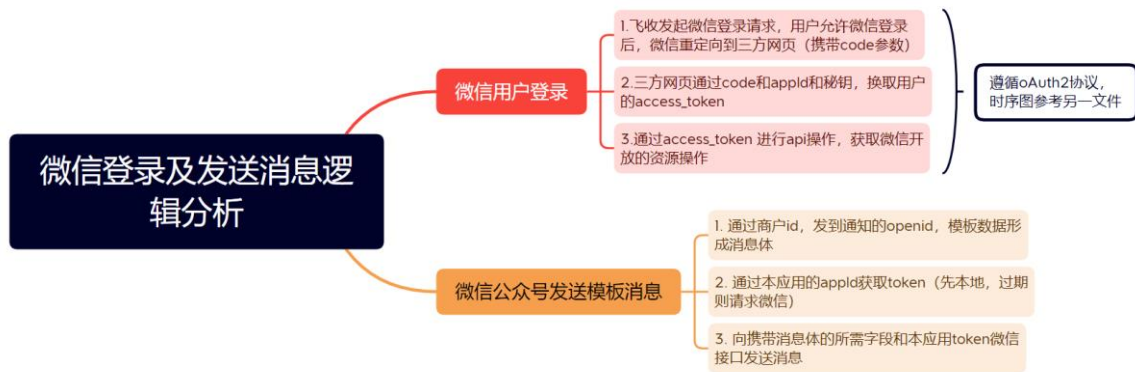 微信登录及发送消息逻
辑分析
微信用户登录
1.飞收发起微信登录请求，用户允许微信登录
后，微信重定向到三方网页（携带code参数）
2.三方网页通过code和appId和秘钥，换取用户
的access_token
3.通过access_token 进行api操作，获取微信开
放的资源操作
遵循oAuth2协议，
时序图参考另一文件
微信公众号发送模板消息
1. 通过商户id，发到通知的openid，模板数据形
成消息体
2. 通过本应用的appId获取token（先本地，过期
则请求微信）
3. 向携带消息体的所需字段和本应用token微信
接口发送消息